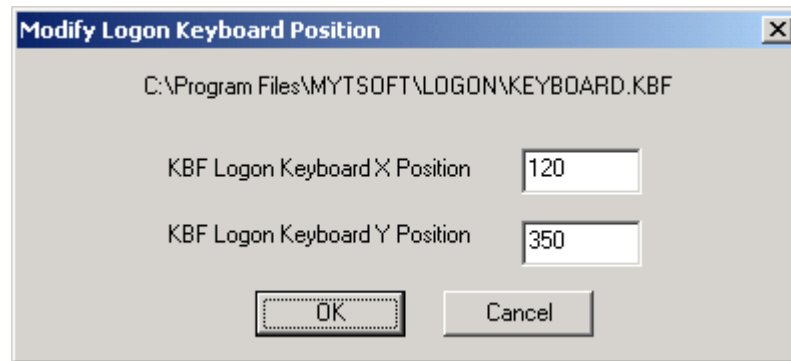 Modify Logon Keyboard Position
C:\Program Files\MYTSOFT\LOGON\KEYBOARD.KBF
KBF Logon Keyboard X Position 120
KBF Logon Keyboard Y Position 350
OK Cancel